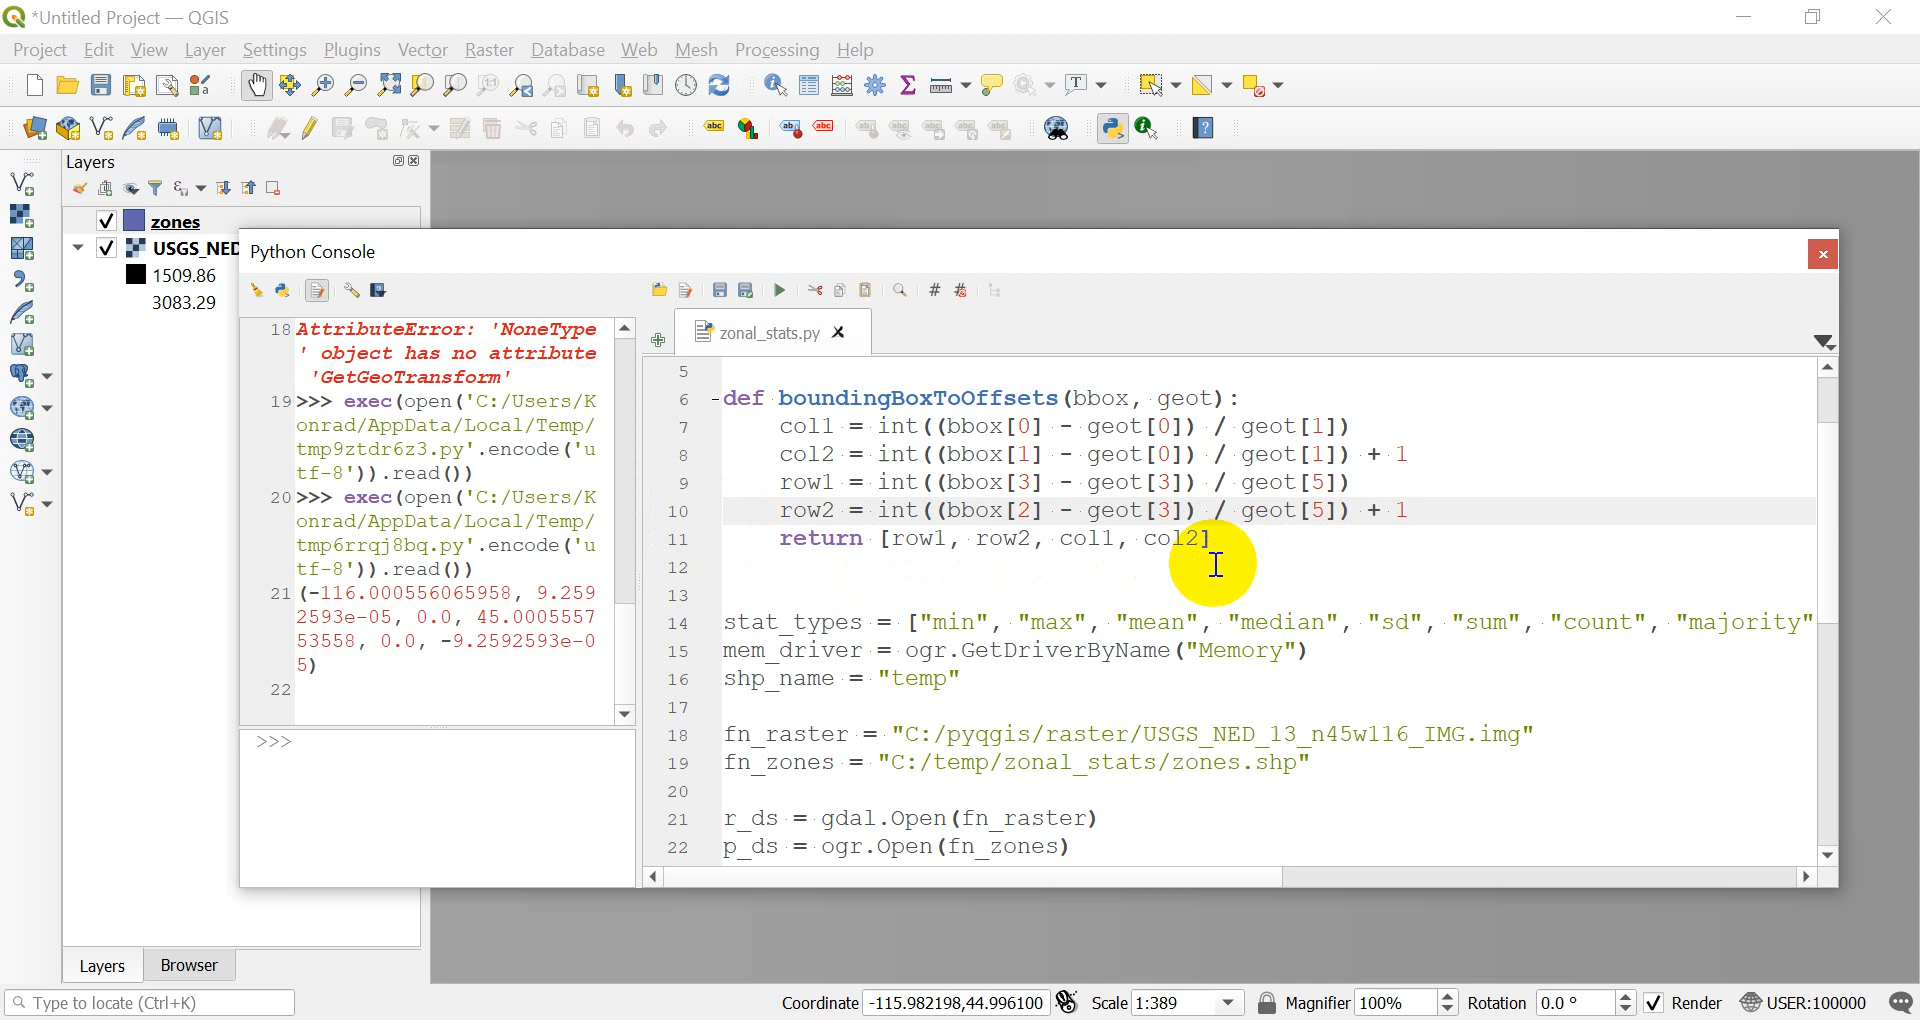 *Untitled Project — QGIS
Project Edit View Layer Settings Plugins Vector Raster Database Web Mesh Processing Help
Layers
zones
USGS_NED
1509.86
3083.29
Python Console
18 AttributeError: 'NoneType
' object has no attribute
'GetGeoTransform'
19 >>> exec(open('C:/Users/K
onrad/AppData/Local/Temp/
tmp9ztdr6z3.py'.encode('u
tf-8')).read())
20 >>> exec(open('C:/Users/K
onrad/AppData/Local/Temp/
tmp6rrqj8bq.py'.encode('u
tf-8')).read())
21 (-116.000556065958, 9.259
2593e-05, 0.0, 45.0005557
53558, 0.0, -9.2592593e-0
5)
22
>>>
zonal_stats.py
5
6 def boundingBoxToOffsets(bbox, geot):
7 col1 = int((bbox[0] - geot[0]) / geot[1])
8 col2 = int((bbox[1] - geot[0]) / geot[1]) + 1
9 row1 = int((bbox[3] - geot[3]) / geot[5])
10 row2 = int((bbox[2] - geot[3]) / geot[5]) + 1
11 return [row1, row2, col1, col2]
12
13
14 stat_types = ["min", "max", "mean", "median", "sd", "sum", "count", "majority"
15 mem_driver = ogr.GetDriverByName("Memory")
16 shp_name = "temp"
17
18 fn_raster = "C:/pyqgis/raster/USGS_NED_13_n45w116_IMG.img"
19 fn_zones = "C:/temp/zonal_stats/zones.shp"
20
21 r_ds = gdal.Open(fn_raster)
22 p_ds = ogr.Open(fn_zones)
Layers Browser
Type to locate (Ctrl+K) Coordinate -115.982198,44.996100 Scale 1:389 Magnifier 100% Rotation 0.0 ° Render USER:100000